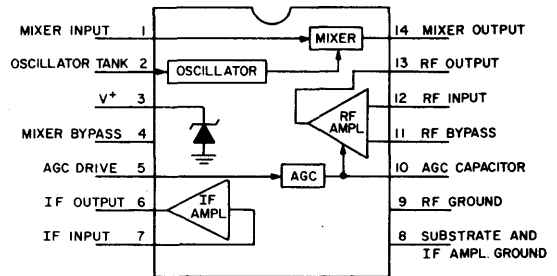 MIXER INPUT 1
OSCILLATOR TANK 2
V+ 3
MIXER BYPASS 4
AGC DRIVE 5
IF OUTPUT 6
IF INPUT 7
MIXER
OSCILLATOR
RF
AMPL
AGC
IF
AMPL
14 MIXER OUTPUT
13 RF OUTPUT
12 RF INPUT
11 RF BYPASS
10 AGC CAPACITOR
9 RF GROUND
8 SUBSTRATE AND
IF AMPL. GROUND